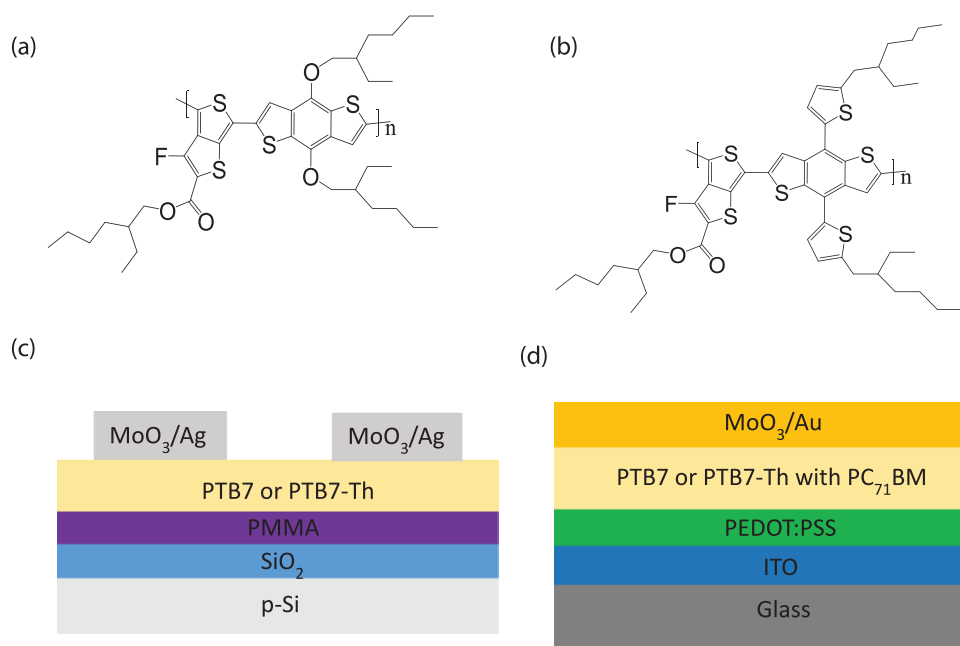 (a)
O
S
S
n
F
S
S
O
O
O
(b)
S
S
S
n
F
S
S
S
O
O
(c)
MoO₃/Ag
MoO₃/Ag
PTB7 or PTB7-Th
PMMA
SiO₂
p-Si
(d)
MoO₃/Au
PTB7 or PTB7-Th with PC₇₁BM
PEDOT:PSS
ITO
Glass